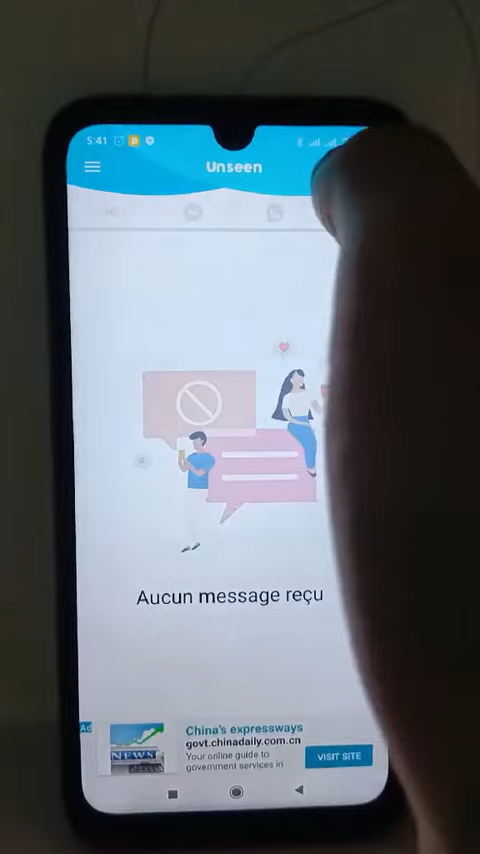 5:41
Unseen
Aucun message reçu
Ad
NEWS
China's expressways
govt.chinadaily.com.cn
Your online guide to
government services in
VISIT SITE